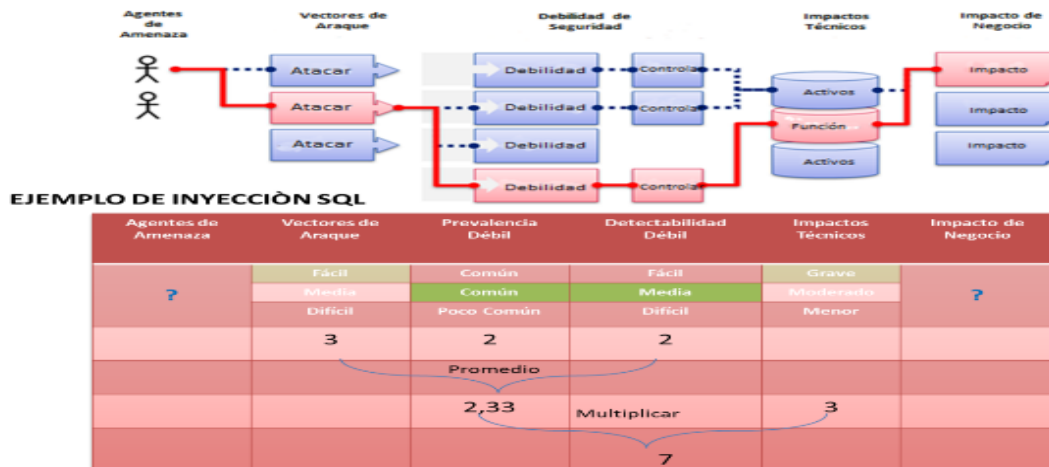 Agentes de Amenaza
Vectores de Araque
Debilidad de Seguridad
Impactos Técnicos
Impacto de Negocio
Atacar
Debilidad
Controla
Activos
Impacto
Atacar
Debilidad
Controla
Función
Impacto
Atacar
Debilidad
Activos
Impacto
Debilidad
Controla
EJEMPLO DE INYECCIÒN SQL
Agentes de Amenaza
Vectores de Araque
Prevalencia Débil
Detectabilidad Débil
Impactos Técnicos
Impacto de Negocio
?
Fácil
Común
Fácil
Grave
?
Media
Común
Media
Moderado
Difícil
Poco Común
Difícil
Menor
3
2
2
Promedio
2,33
Multiplicar
3
7